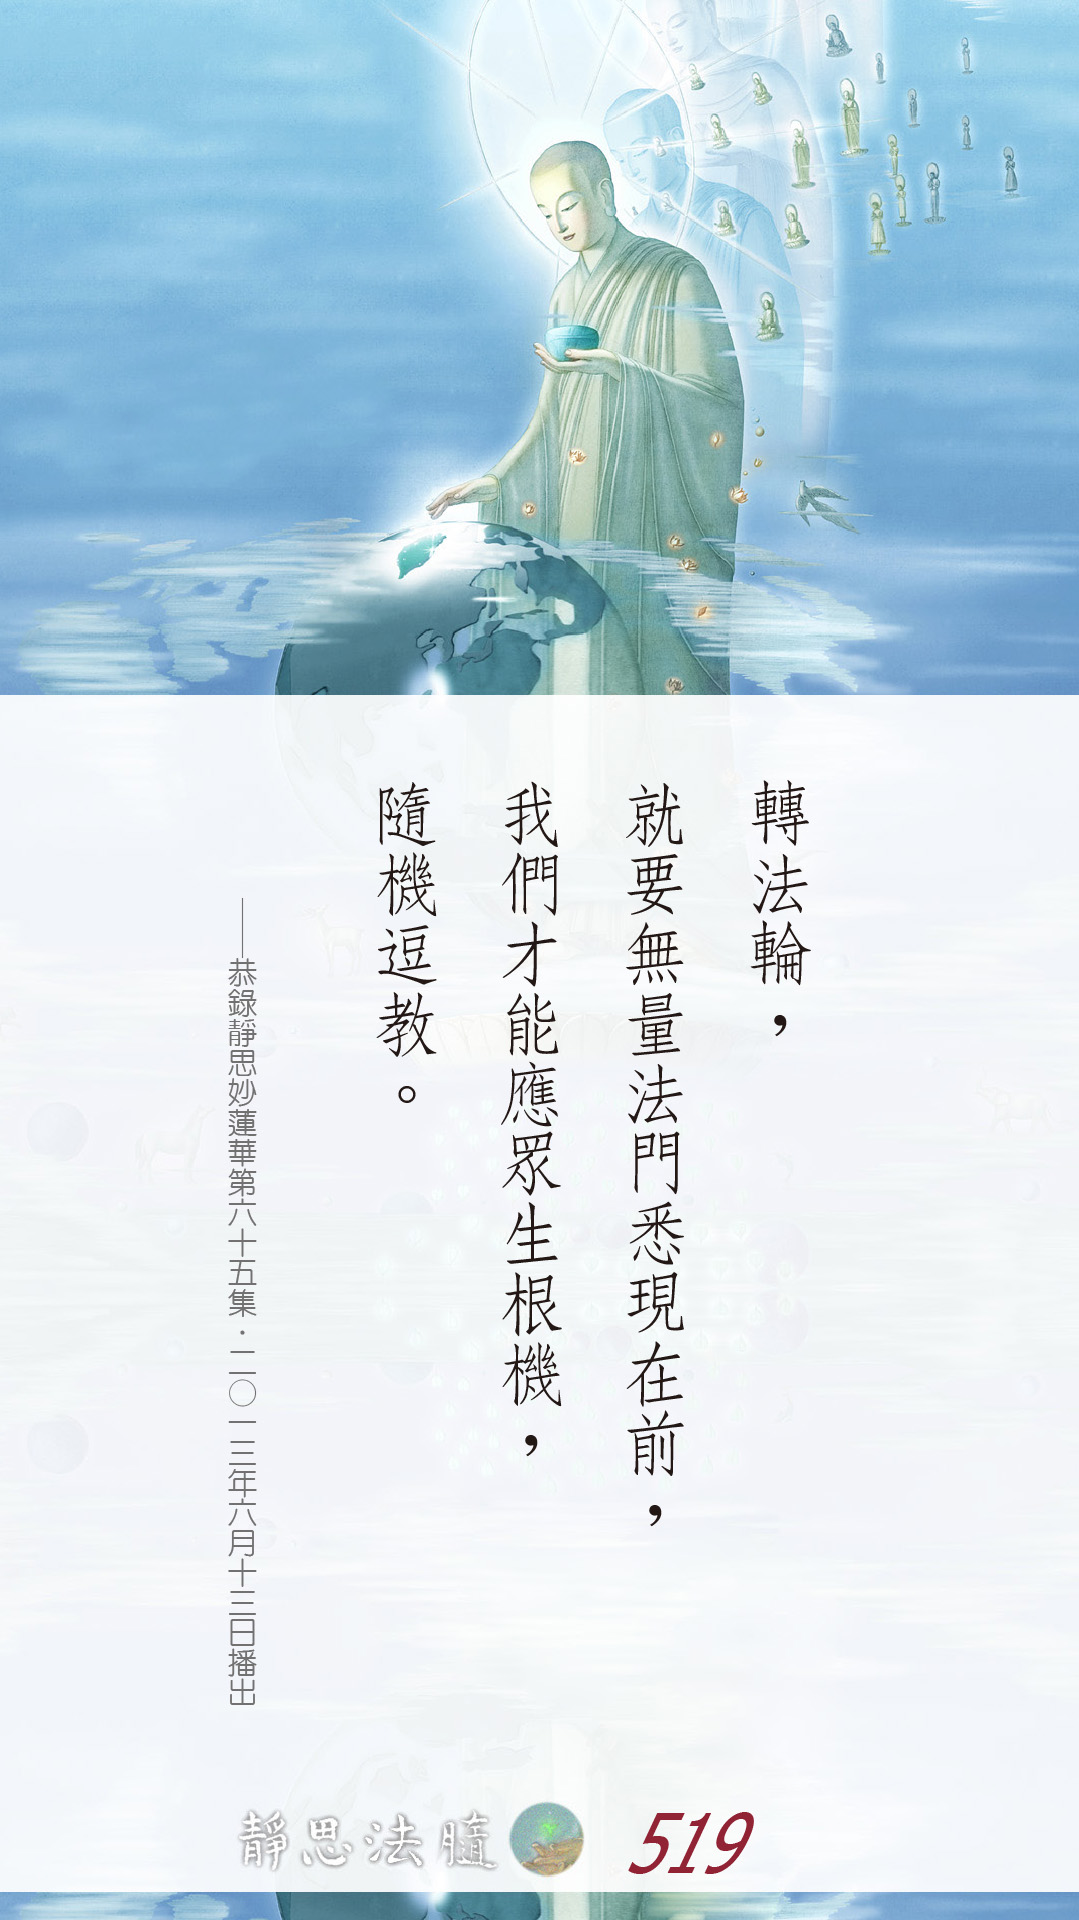 轉法輪，
就要無量法門悉現在前，
我們才能應眾生根機，
隨機逗教。
——恭錄靜思妙蓮華第六十五集．二〇一三年六月十三日播出
靜思法髓
519